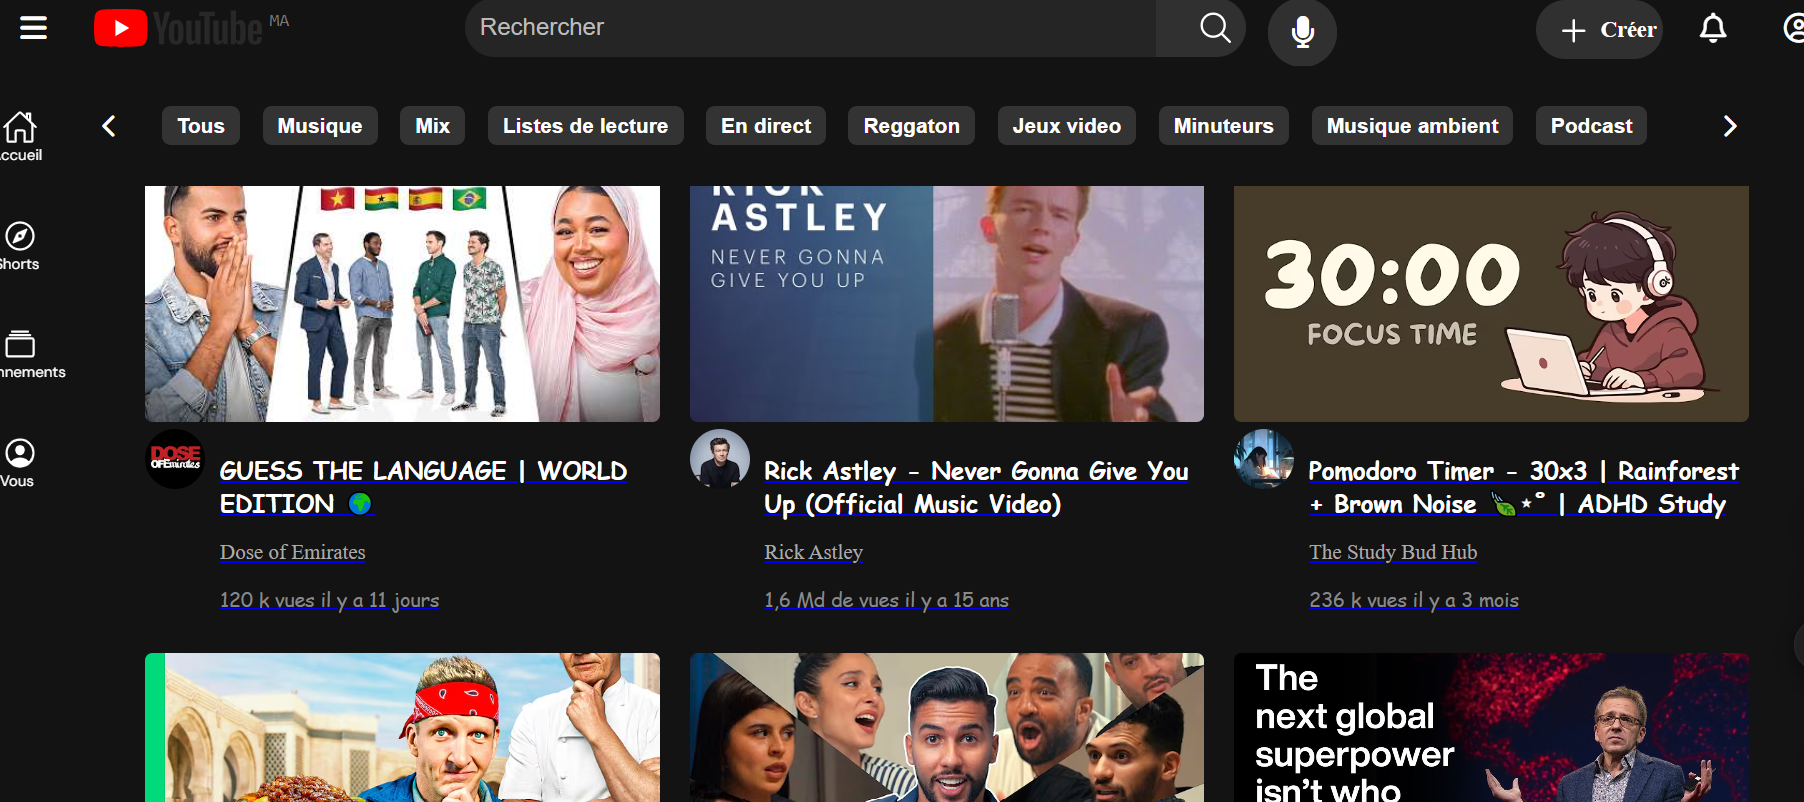 YouTube MA
Rechercher
Créer
Tous
Musique
Mix
Listes de lecture
En direct
Reggaton
Jeux video
Minuteurs
Musique ambient
Podcast
ccueil
Shorts
nnements
Vous
RICK
ASTLEY
NEVER GONNA
GIVE YOU UP
30:00
FOCUS TIME
DOSE
OFEmirates
GUESS THE LANGUAGE | WORLD
EDITION 🌍
Dose of Emirates
120 k vues il y a 11 jours
Rick Astley - Never Gonna Give You
Up (Official Music Video)
Rick Astley
1,6 Md de vues il y a 15 ans
Pomodoro Timer - 30x3 | Rainforest
+ Brown Noise 🍃⋆˚ | ADHD Study
The Study Bud Hub
236 k vues il y a 3 mois
The
next global
superpower
isn't who